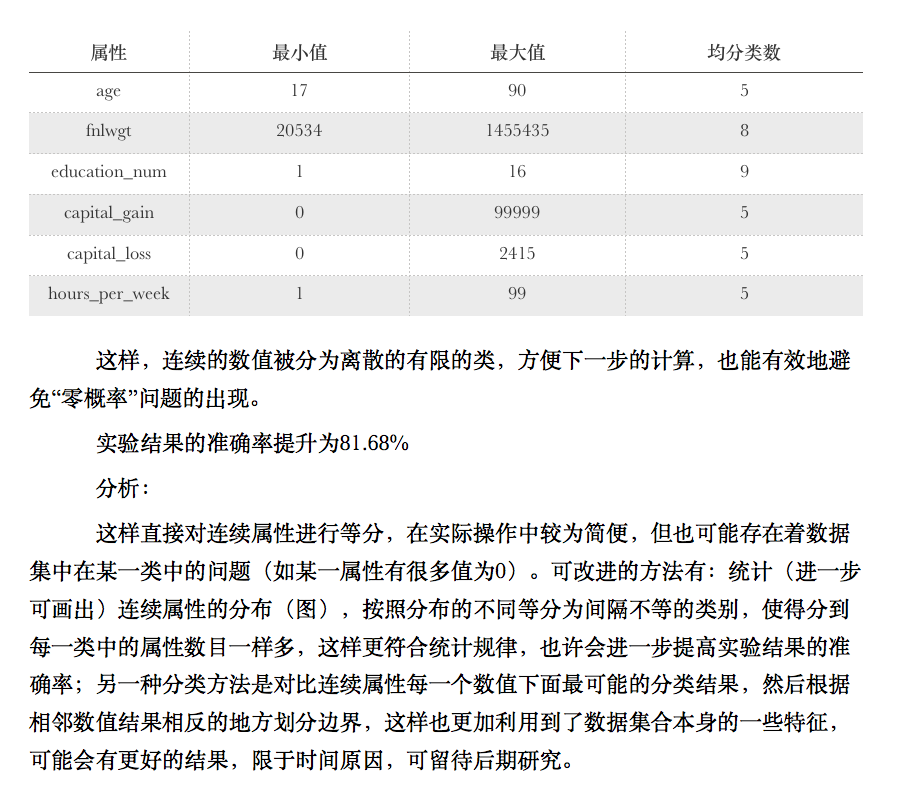 属性 最小值 最大值 均分类数
age 17 90 5
fnlwgt 20534 1455435 8
education_num 1 16 9
capital_gain 0 99999 5
capital_loss 0 2415 5
hours_per_week 1 99 5
这样，连续的数值被分为离散的有限的类，方便下一步的计算，也能有效地避
免“零概率”问题的出现。
实验结果的准确率提升为81.68%
分析：
这样直接对连续属性进行等分，在实际操作中较为简便，但也可能存在着数据
集中在某一类中的问题（如某一属性有很多值为0）。可改进的方法有：统计（进一步
可画出）连续属性的分布（图），按照分布的不同等分为间隔不等的类别，使得分到
每一类中的属性数目一样多，这样更符合统计规律，也许会进一步提高实验结果的准
确率；另一种分类方法是对比连续属性每一个数值下面最可能的分类结果，然后根据
相邻数值结果相反的地方划分边界，这样也更加利用到了数据集合本身的一些特征，
可能会有更好的结果，限于时间原因，可留待后期研究。